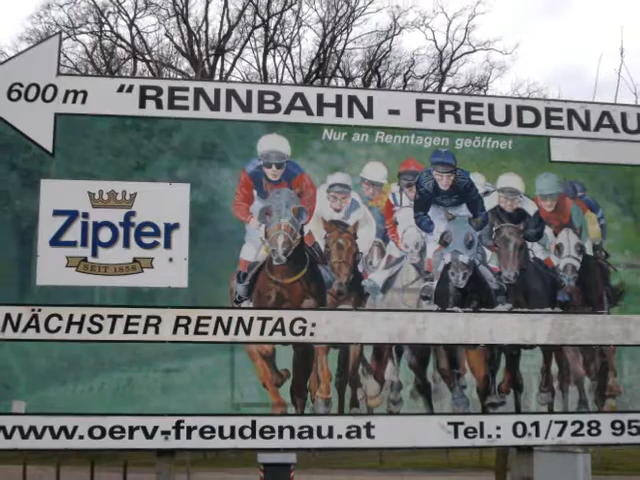 600 m "RENNBAHN - FREUDENAU
Nur an Renntagen geöffnet
Zipfer
SEIT 1858
NÄCHSTER RENNTAG:
www.oerv-freudenau.at Tel.: 01/728 95